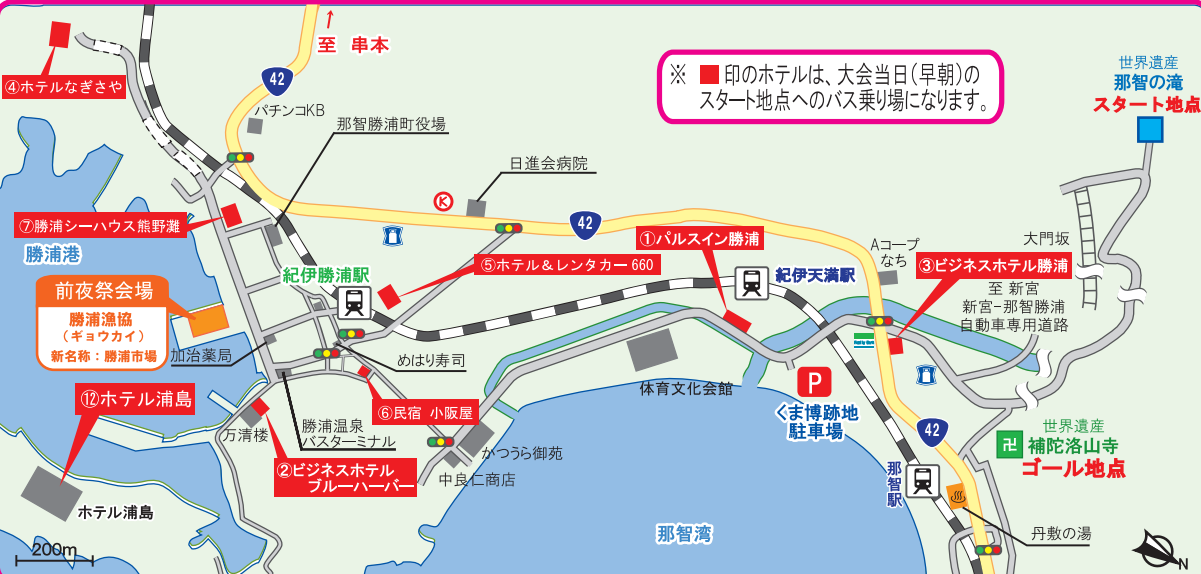 至 串本
※ ■印のホテルは、大会当日(早朝)の
スタート地点へのバス乗り場になります。
世界遺産
那智の滝
スタート地点
④ホテルなぎさや
42
パチンコKB
那智勝浦町役場
日進会病院
K
42
⑦勝浦シーハウス熊野灘
勝浦港
①パルスイン勝浦
Aコープ
なち
大門坂
紀伊勝浦駅
⑤ホテル&レンタカー660
紀伊天満駅
③ビジネスホテル勝浦
至 新宮
新宮-那智勝浦
自動車専用道路
前夜祭会場
勝浦漁協
(ギョウカイ)
新名称:勝浦市場
加治薬局
めはり寿司
体育文化会館
P
くま博跡地
駐車場
⑫ホテル浦島
⑥民宿 小阪屋
万清楼
勝浦温泉
バスターミナル
かつうら御苑
中良仁商店
②ビジネスホテル
ブルーハーバー
42
世界遺産
卍 補陀洛山寺
ゴール地点
那智駅
ホテル浦島
那智湾
丹敷の湯
200m
N